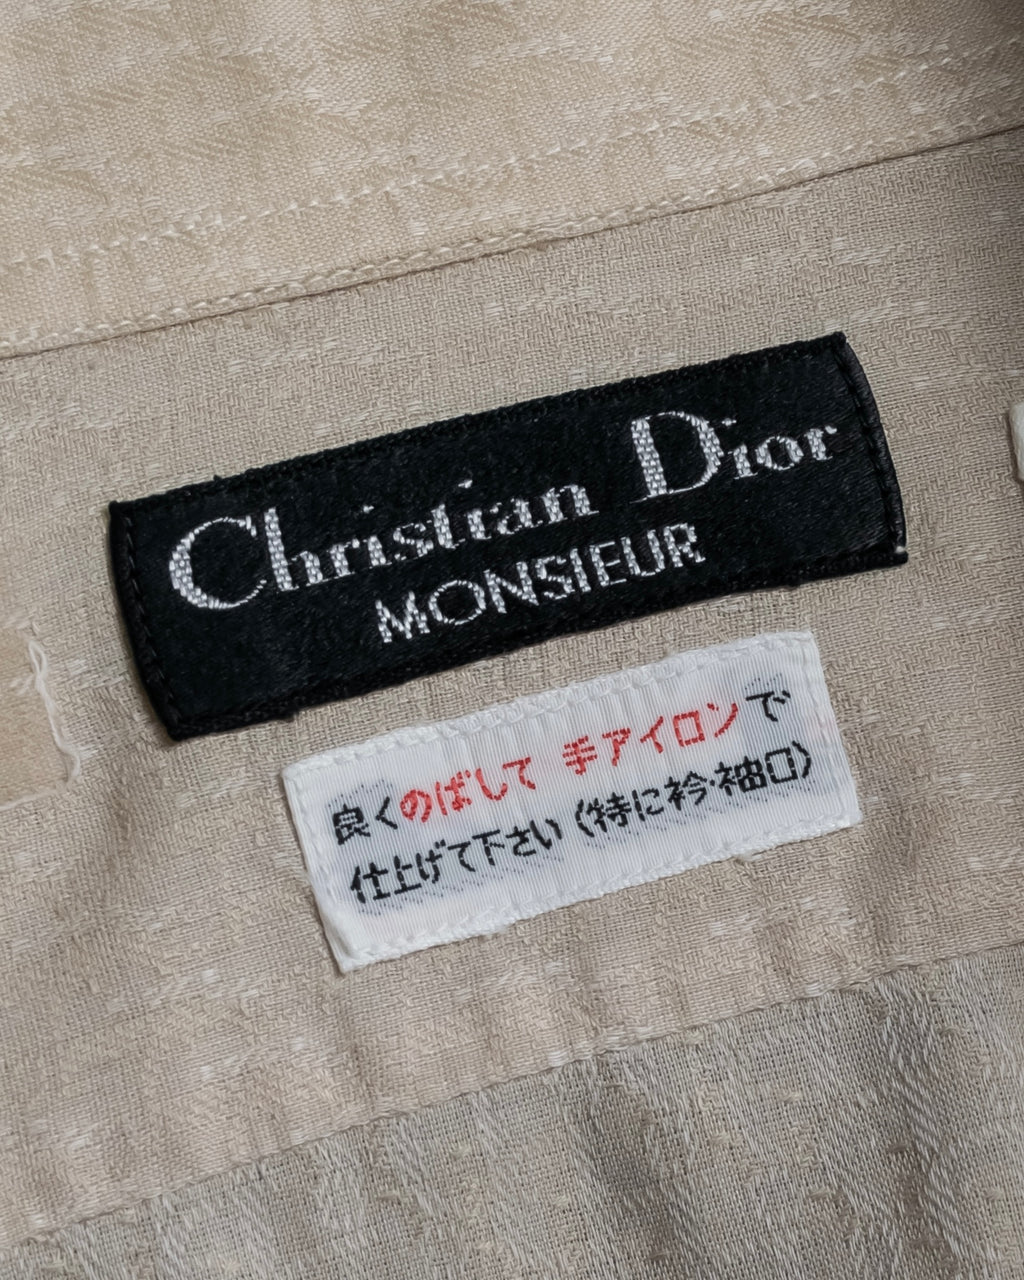 Christian Dior
MONSIEUR
良くのばして 手アイロンで
仕上げて下さい（特に衿·袖口）